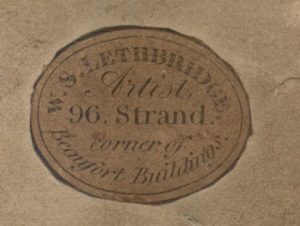 W. S. LETHBRIDGE,
Artist,
96, Strand.
corner of
Beaufort Buildings.